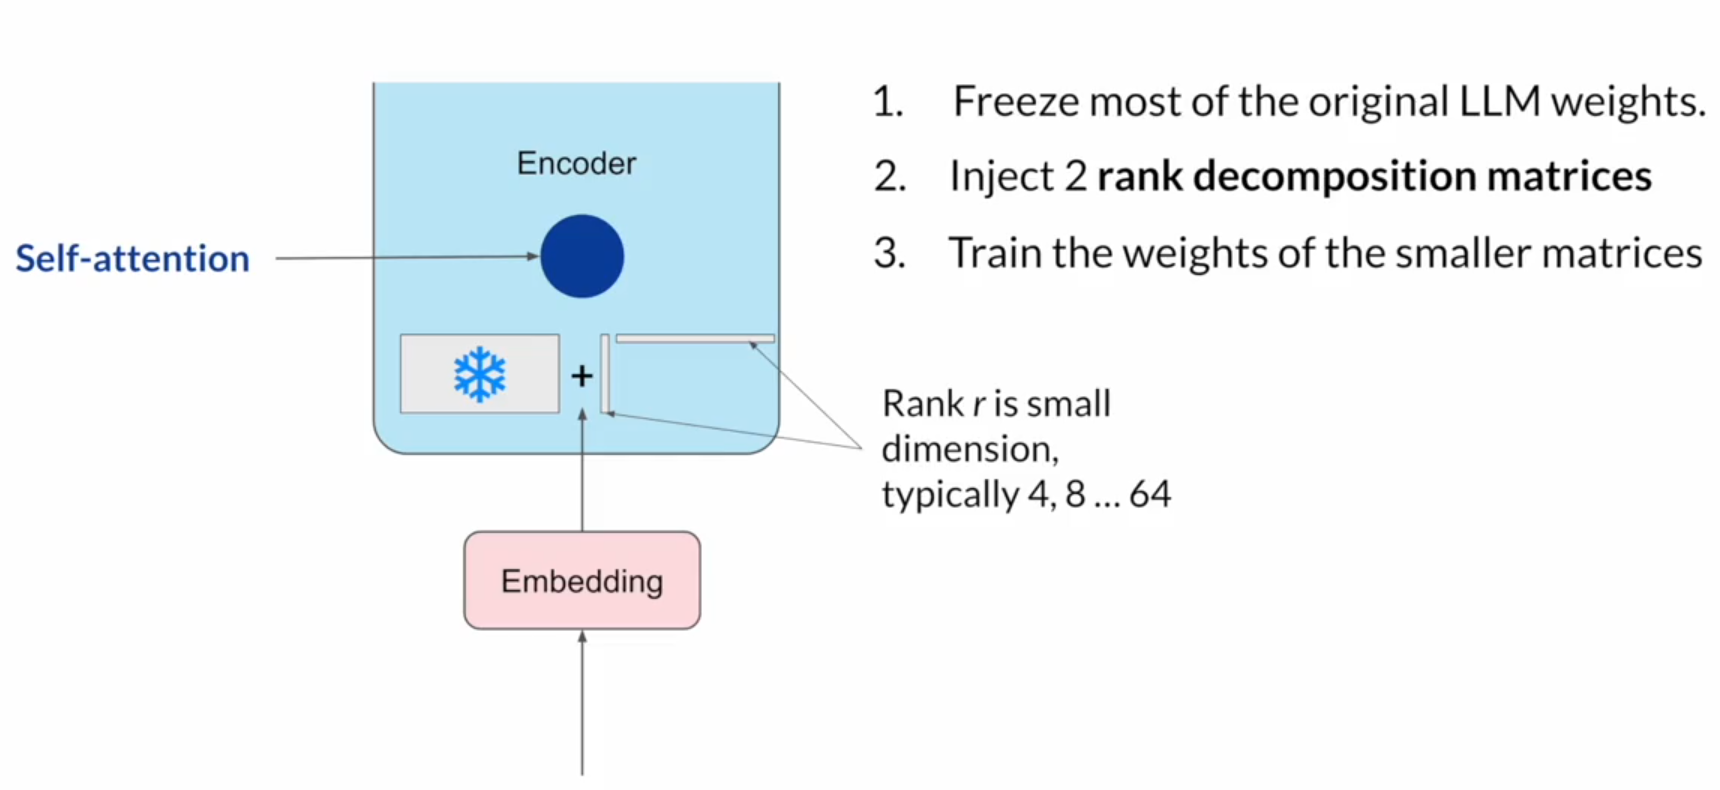 1. Freeze most of the original LLM weights.
Encoder
2. Inject 2 rank decomposition matrices
Self-attention
3. Train the weights of the smaller matrices
+
Rank r is small
dimension,
typically 4, 8 ... 64
Embedding